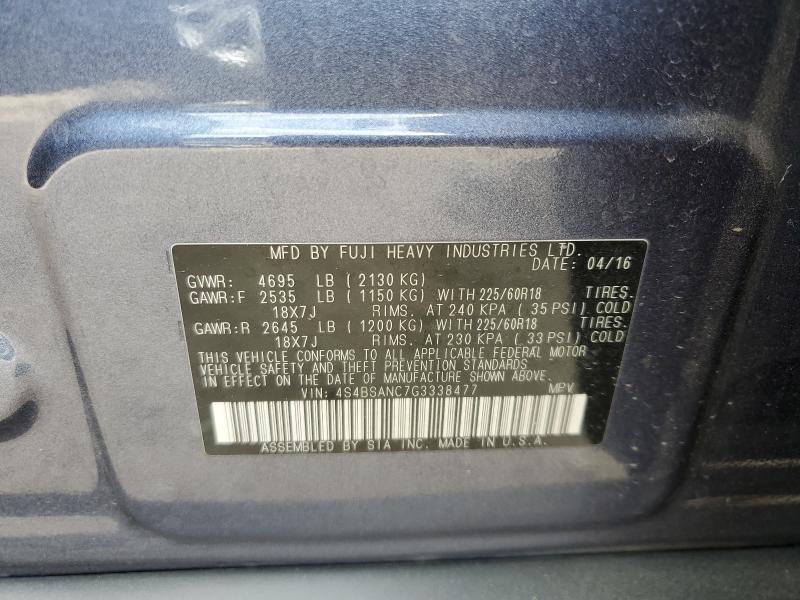 MFD BY FUJI HEAVY INDUSTRIES LTD.
DATE: 04/16
GVWR: 4695 LB ( 2130 KG)
GAWR:F 2535 LB ( 1150 KG) WITH 225/60R18 TIRES.
18X7J RIMS. AT 240 KPA ( 35 PSI) COLD
GAWR:R 2645 LB ( 1200 KG) WITH 225/60R18 TIRES.
18X7J RIMS. AT 230 KPA ( 33 PSI) COLD
THIS VEHICLE CONFORMS TO ALL APPLICABLE FEDERAL MOTOR
VEHICLE SAFETY AND THEFT PREVENTION STANDARDS
IN EFFECT ON THE DATE OF MANUFACTURE SHOWN ABOVE.
VIN: 4S4BSANC7G3338477 MPV
ASSEMBLED BY SIA INC. MADE IN U.S.A.